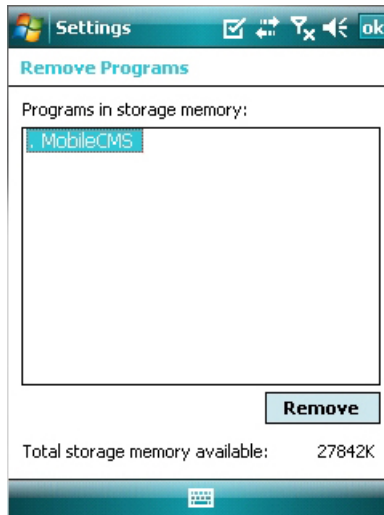 Settings ok
Remove Programs
Programs in storage memory:
. MobileCMS
Remove
Total storage memory available: 27842K